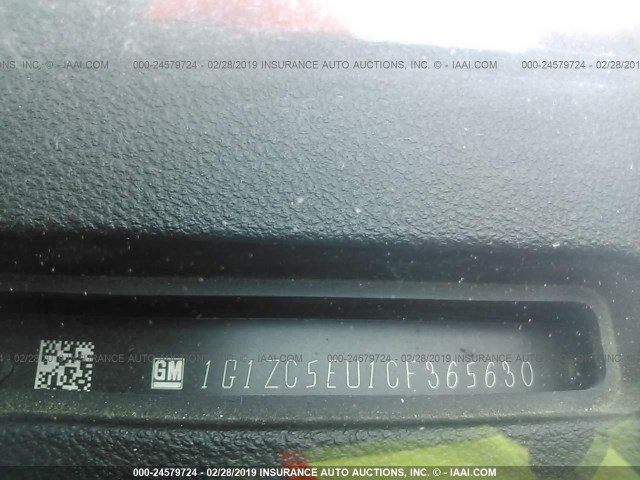 000-24579724 - 02/28/2019 INSURANCE AUTO AUCTIONS, INC. - © - IAAI.COM
GM 1G1ZC5EU1CF365630
000-24579724 - 02/28/2019 INSURANCE AUTO AUCTIONS, INC. - © - IAAI.COM